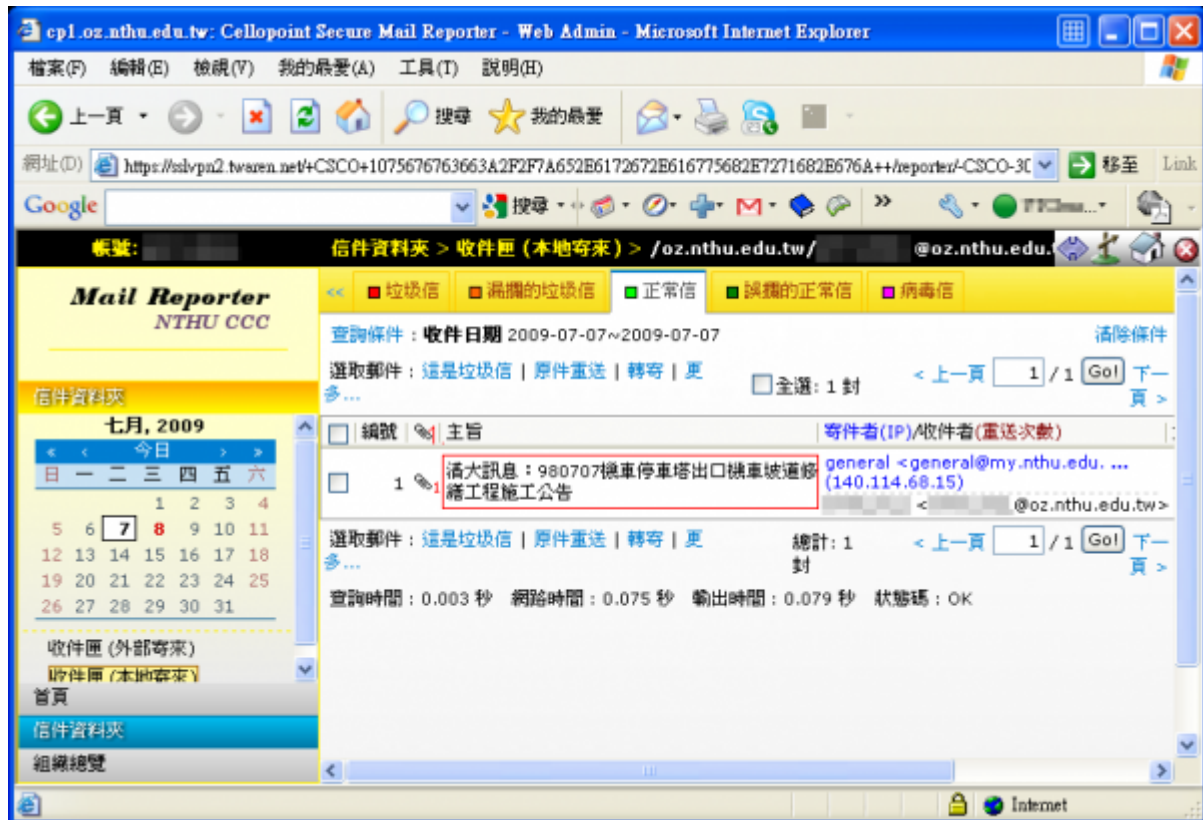 cp1.oz.nthu.edu.tw: Cellopoint Secure Mail Reporter - Web Admin - Microsoft Internet Explorer
檔案(F) 編輯(E) 檢視(V) 我的最愛(A) 工具(T) 說明(H)
上一頁 搜尋 我的最愛
網址(D) https://sslvpn2.twaren.net/+CSCO+1075676763663A2F2F7A652E6172672E616775682E7271682E676A++/reporter/-CSCO-3C 移至 Link
Google 搜尋 »
帳號: 信件資料夾 > 收件匣 (本地寄來) > /oz.nthu.edu.tw/ @oz.nthu.edu.
Mail Reporter
NTHU CCC
<< 垃圾信 漏攔的垃圾信 正常信 誤攔的正常信 病毒信
查詢條件：收件日期 2009-07-07~2009-07-07 清除條件
選取郵件：這是垃圾信 | 原件重送 | 轉寄 | 更多... 全選: 1 封 < 上一頁 1 / 1 Go! 下一頁 >
編號 主旨 寄件者(IP)/收件者(重送次數)
1 1 清大訊息：980707機車停車塔出口機車坡道修繕工程施工公告
general <general@my.nthu.edu. ...
(140.114.68.15)
< @oz.nthu.edu.tw>
選取郵件：這是垃圾信 | 原件重送 | 轉寄 | 更多... 總計: 1 封 < 上一頁 1 / 1 Go! 下一頁 >
查詢時間：0.003 秒 網路時間：0.075 秒 輸出時間：0.079 秒 狀態碼：OK
信件資料夾
七月, 2009
« ‹ 今日 › »
日 一 二 三 四 五 六
1 2 3 4
5 6 7 8 9 10 11
12 13 14 15 16 17 18
19 20 21 22 23 24 25
26 27 28 29 30 31
收件匣 (外部寄來)
收件匣 (本地寄來)
首頁
信件資料夾
組織總覽
Internet